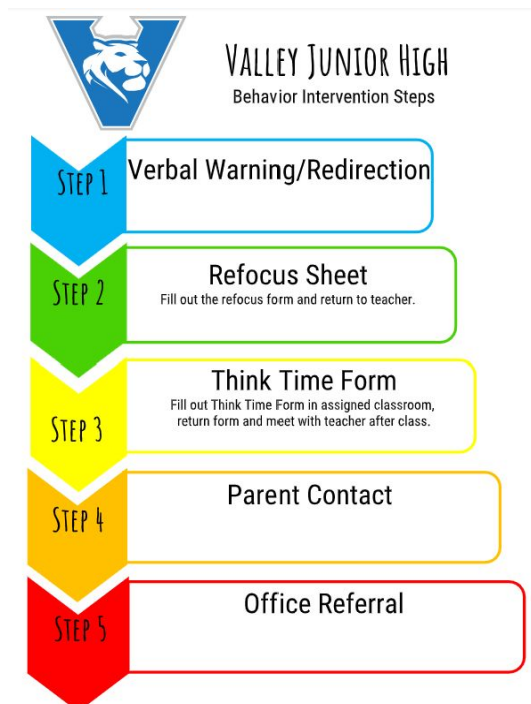 Valley Junior High
Behavior Intervention Steps
Step 1
Verbal Warning/Redirection
Step 2
Refocus Sheet
Fill out the refocus form and return to teacher.
Step 3
Think Time Form
Fill out Think Time Form in assigned classroom,
return form and meet with teacher after class.
Step 4
Parent Contact
Step 5
Office Referral